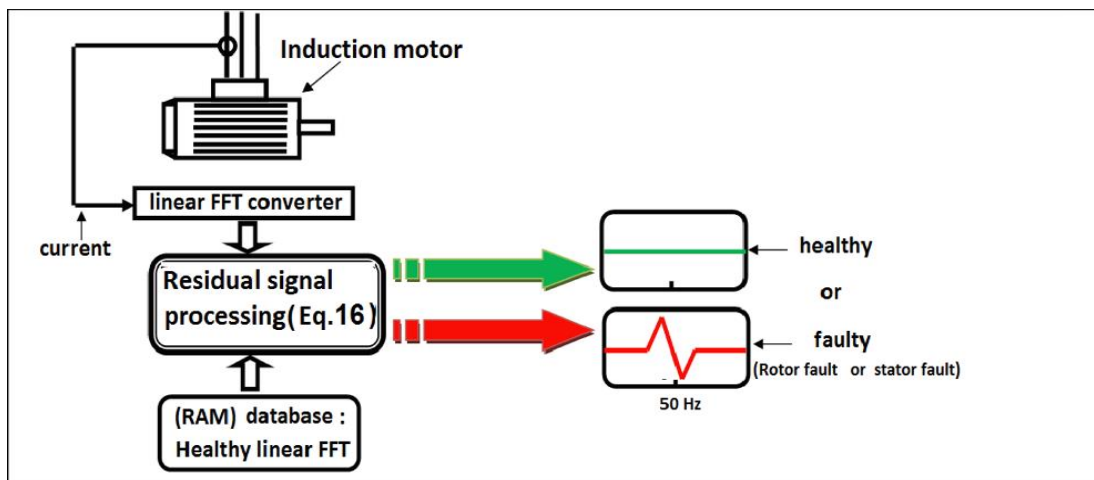 Induction motor
linear FFT converter
current
Residual signal
processing(Eq.16)
(RAM) database :
Healthy linear FFT
healthy
or
faulty
(Rotor fault or stator fault)
50 Hz